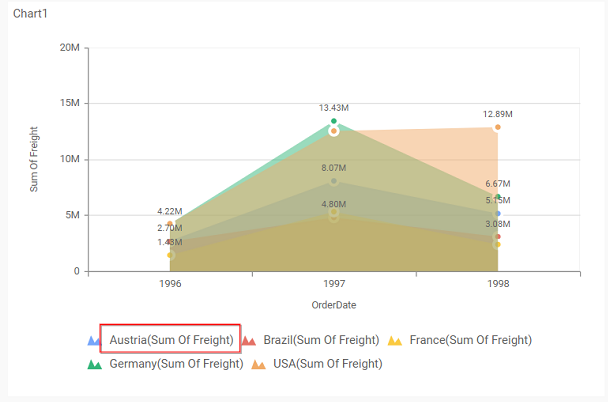 Chart1
20M
15M
10M
5M
0
Sum Of Freight
13.43M
12.89M
8.07M
6.67M
5.15M
4.80M
4.22M
3.08M
2.70M
1.43M
1996 1997 1998
OrderDate
Austria(Sum Of Freight) Brazil(Sum Of Freight) France(Sum Of Freight)
Germany(Sum Of Freight) USA(Sum Of Freight)